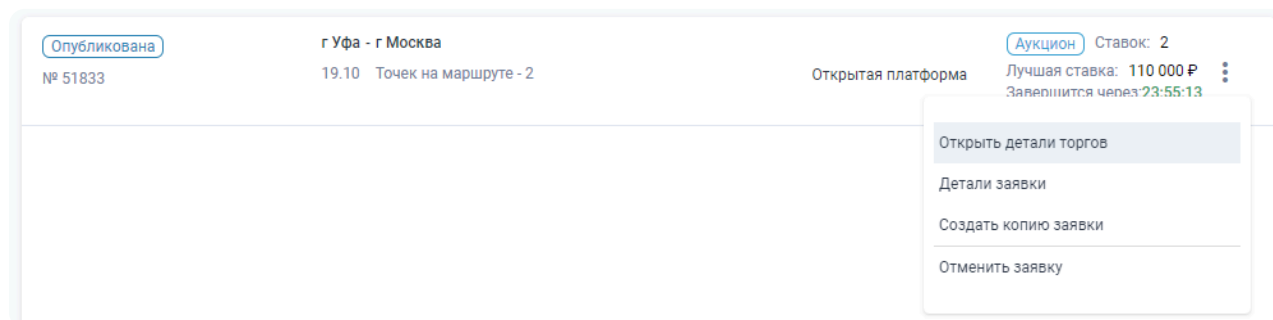 Опубликована
№ 51833
г Уфа - г Москва
19.10 Точек на маршруте - 2
Открытая платформа
Аукцион Ставок: 2
Лучшая ставка: 110 000 ₽
Завершится через:23:55:13
Открыть детали торгов
Детали заявки
Создать копию заявки
Отменить заявку